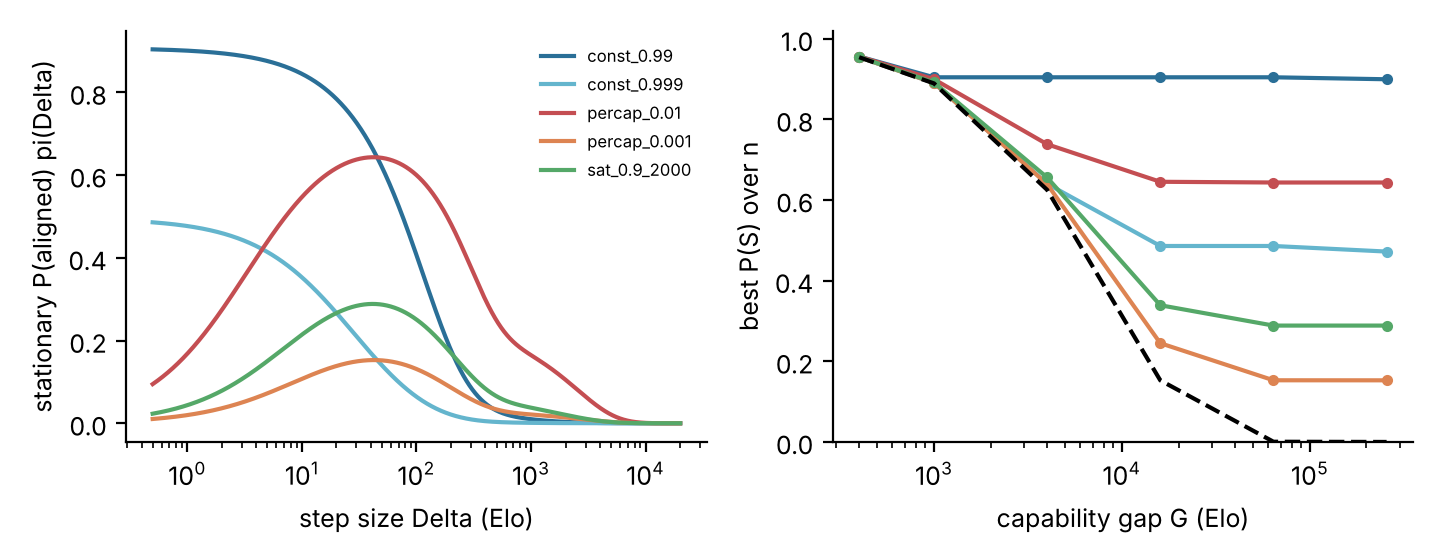 stationary P(aligned) pi(Delta)
0.8
0.6
0.4
0.2
0.0
const_0.99
const_0.999
percap_0.01
percap_0.001
sat_0.9_2000
10^0 10^1 10^2 10^3 10^4
step size Delta (Elo)
best P(S) over n
1.0
0.8
0.6
0.4
0.2
0.0
10^3 10^4 10^5
capability gap G (Elo)